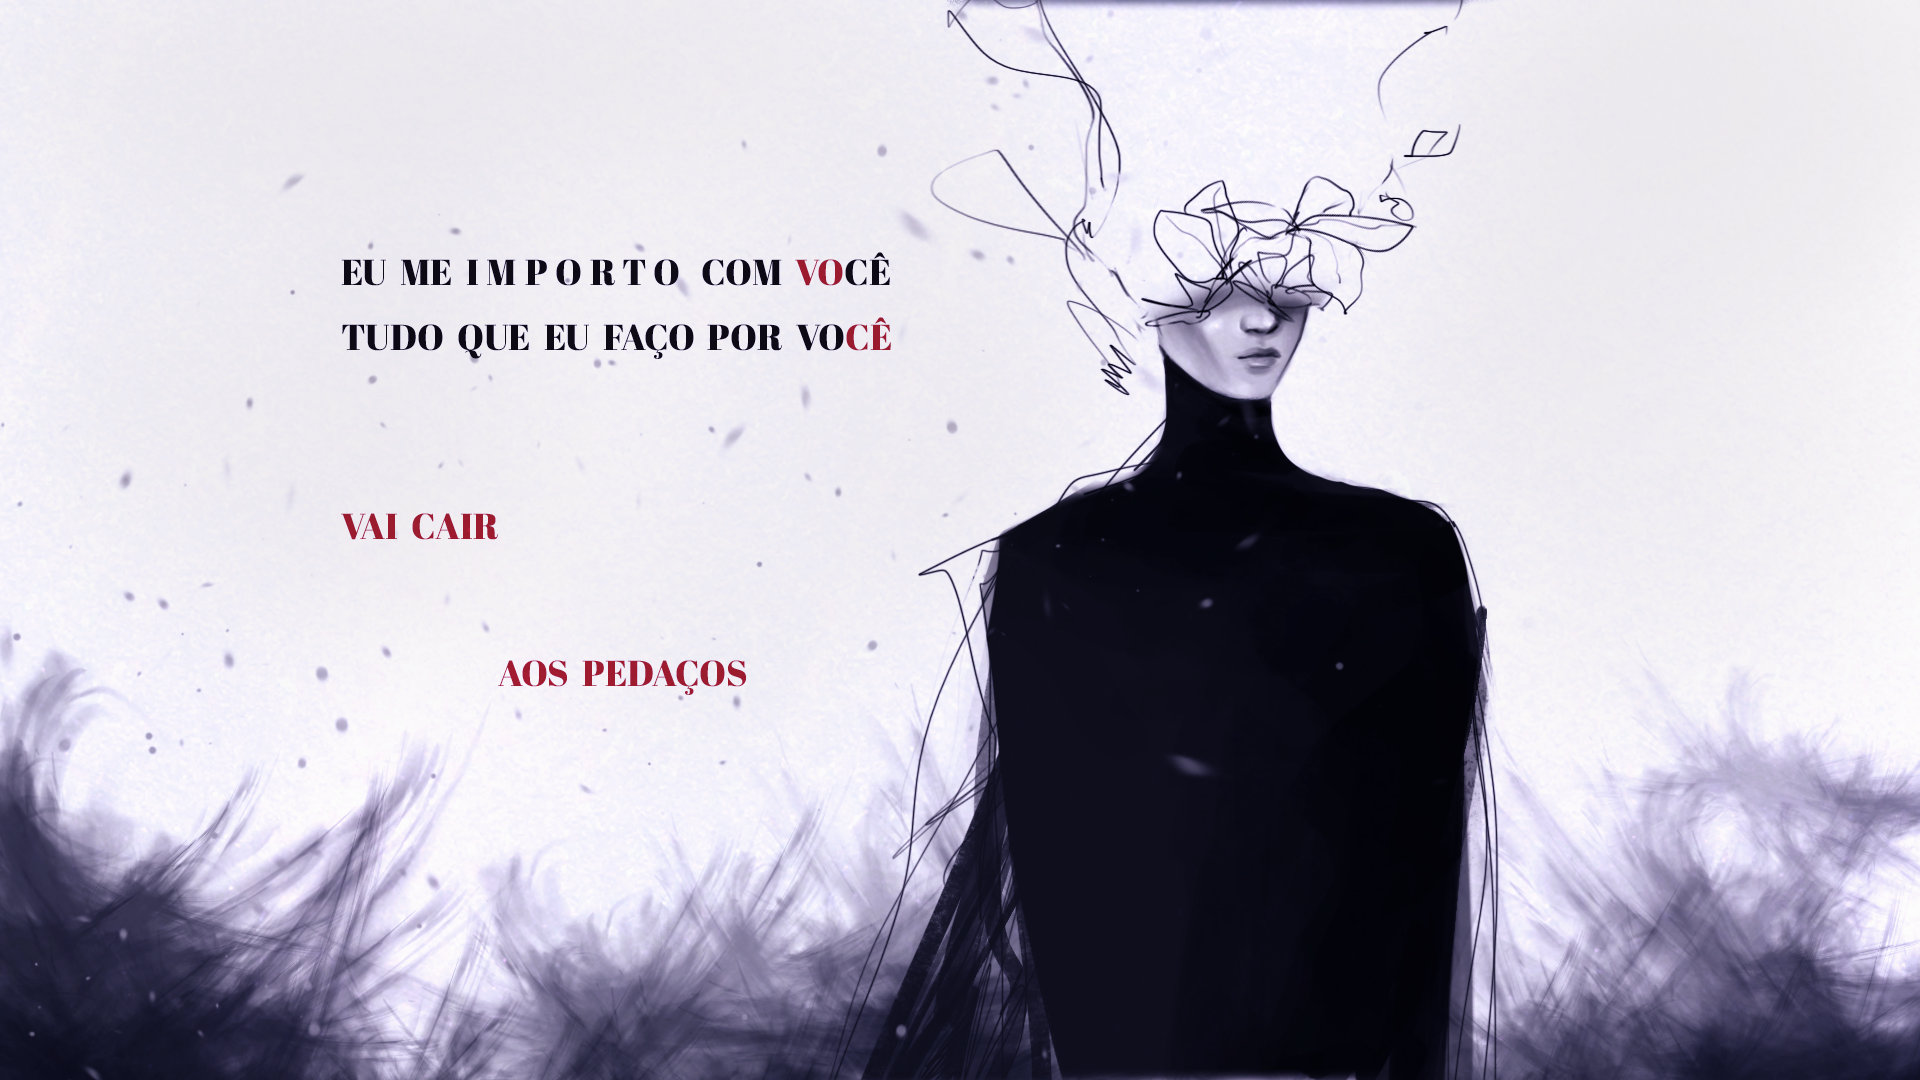 EU ME IMPORTO COM VOCÊ
TUDO QUE EU FAÇO POR VOCÊ
VAI CAIR
AOS PEDAÇOS